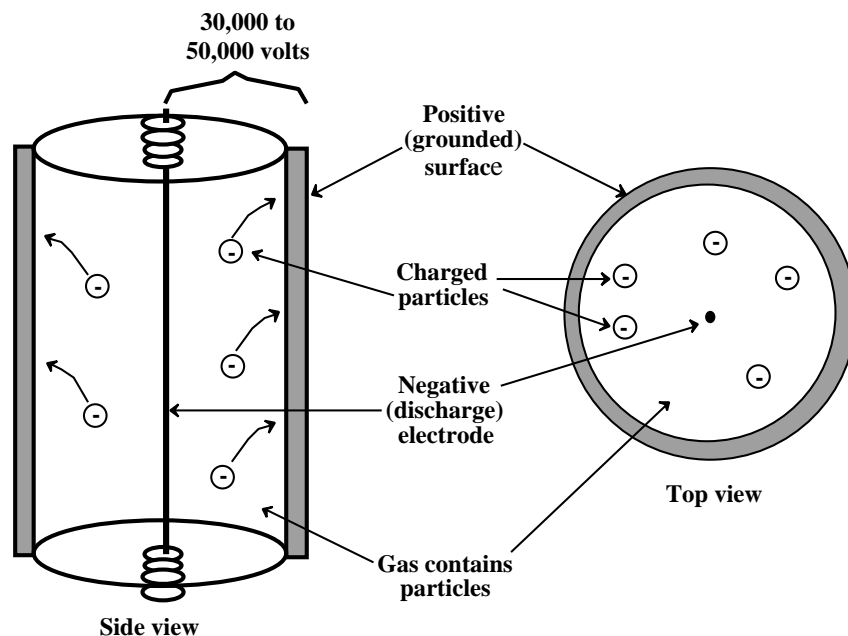 30,000 to
50,000 volts
Positive
(grounded)
surface
Charged
particles
Negative
(discharge)
electrode
Gas contains
particles
Side view
Top view
-
-
-
-
-
-
-
-
-
-